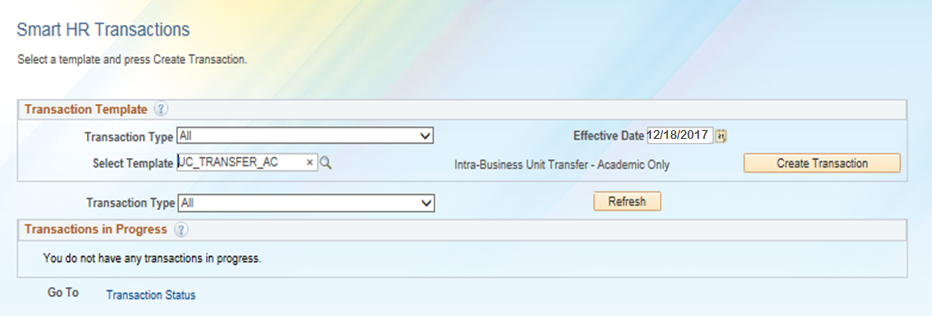 Smart HR Transactions
Select a template and press Create Transaction.
Transaction Template ?
Transaction Type All Effective Date 12/18/2017
Select Template UC_TRANSFER_AC × Intra-Business Unit Transfer - Academic Only Create Transaction
Transaction Type All Refresh
Transactions in Progress ?
You do not have any transactions in progress.
Go To Transaction Status